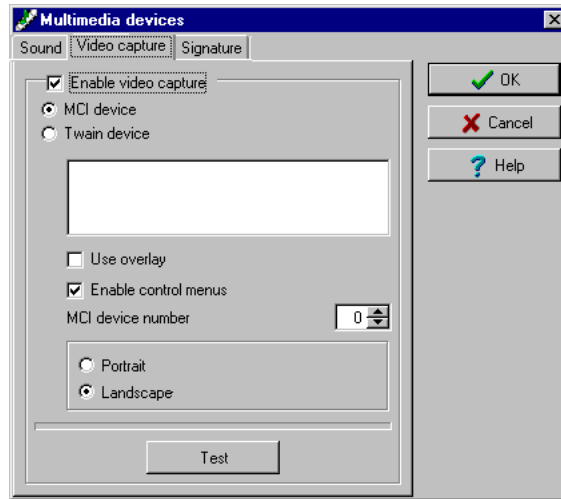 Multimedia devices
Sound Video capture Signature
Enable video capture
MCI device
Twain device
Use overlay
Enable control menus
MCI device number 0
Portrait
Landscape
Test
OK
Cancel
? Help